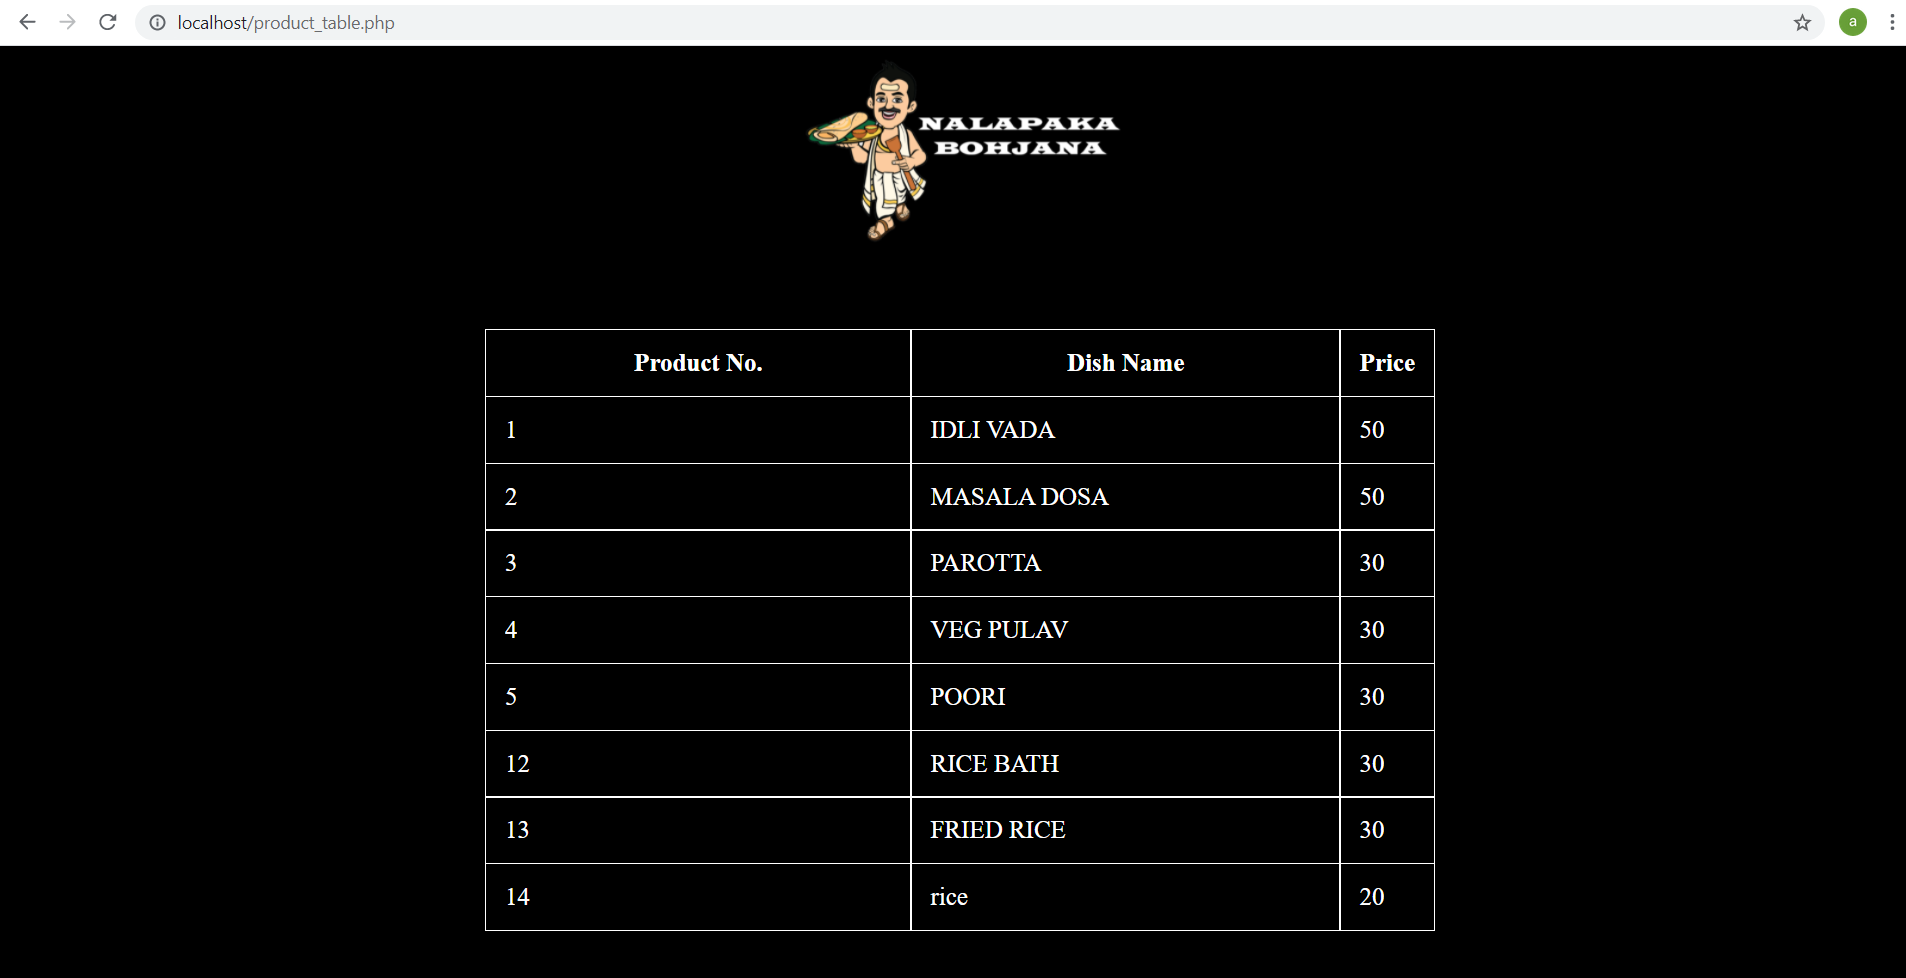 localhost/product_table.php
a
NALAPAKA
BOHJANA
Product No. Dish Name Price
1 IDLI VADA 50
2 MASALA DOSA 50
3 PAROTTA 30
4 VEG PULAV 30
5 POORI 30
12 RICE BATH 30
13 FRIED RICE 30
14 rice 20